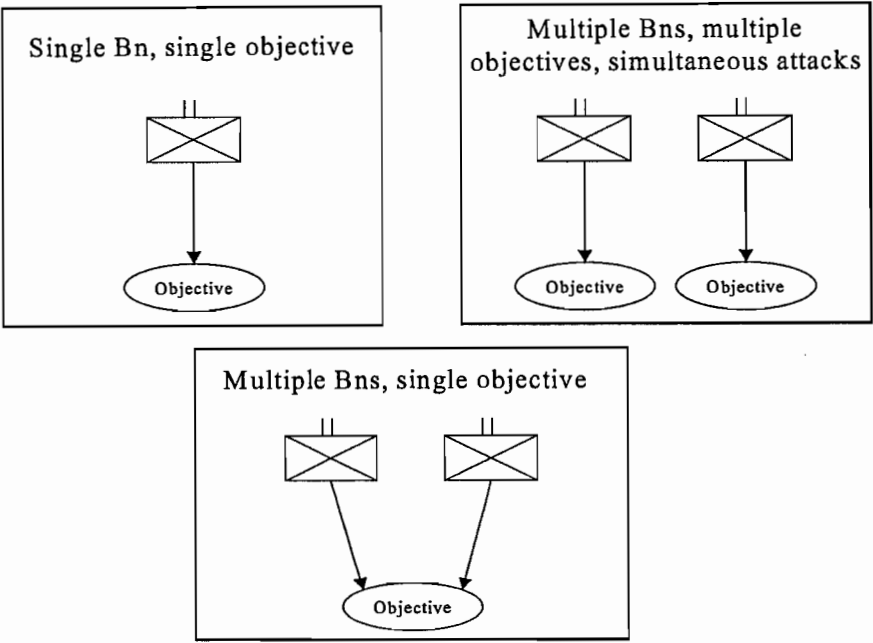 Single Bn, single objective
Objective
Multiple Bns, multiple
objectives, simultaneous attacks
Objective
Objective
Multiple Bns, single objective
Objective